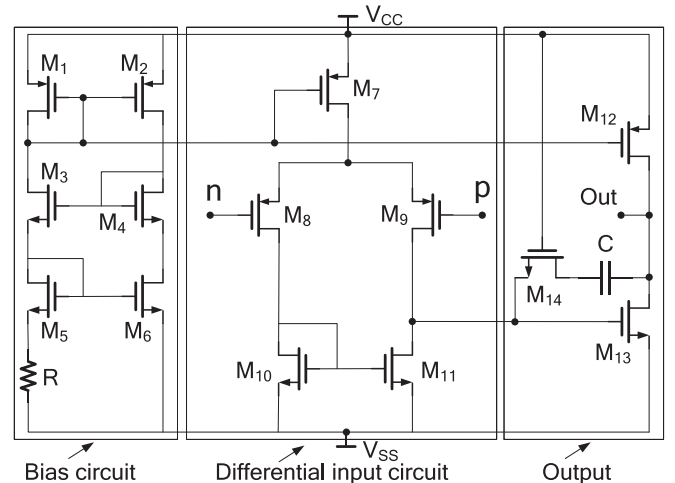 V_CC
M_1
M_2
M_7
M_12
M_3
M_4
n
M_8
M_9
p
Out
C
M_14
M_5
M_6
M_13
R
M_10
M_11
V_SS
Bias circuit
Differential input circuit
Output